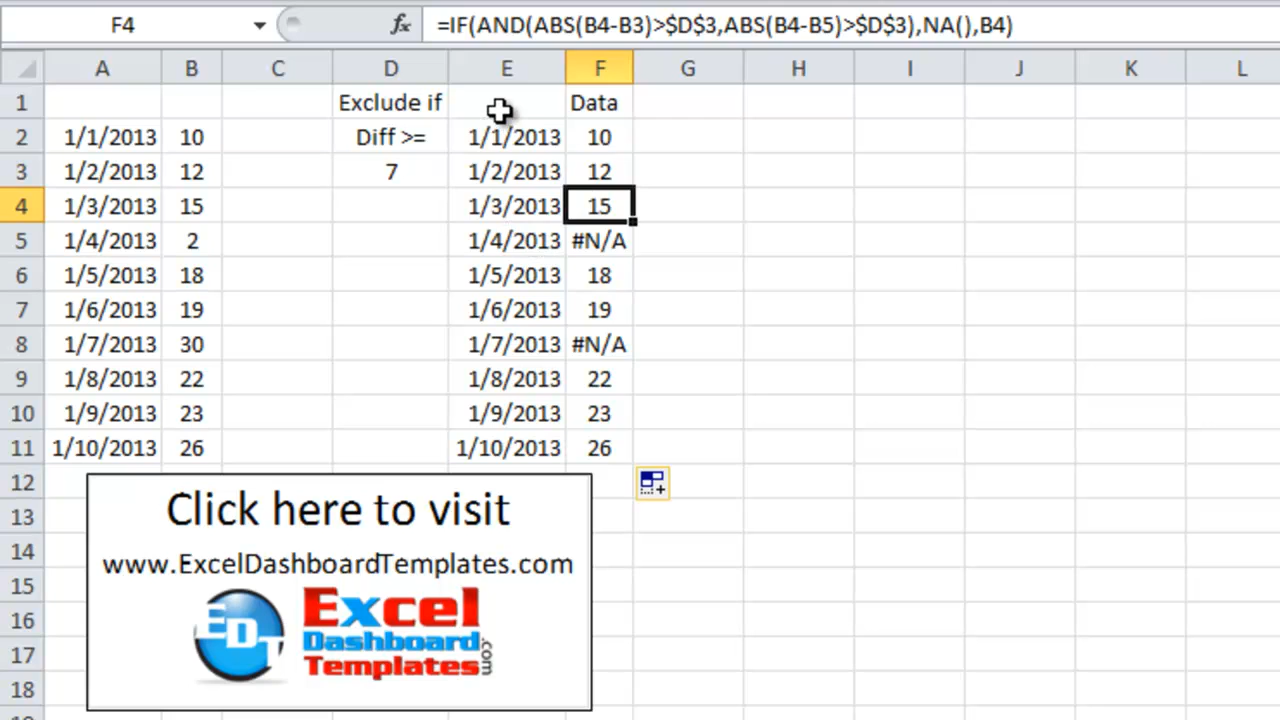 F4 fx =IF(AND(ABS(B4-B3)>$D$3,ABS(B4-B5)>$D$3),NA(),B4)
A B C D E F G H I J K L
1 Exclude if Data
2 1/1/2013 10 Diff >= 1/1/2013 10
3 1/2/2013 12 7 1/2/2013 12
4 1/3/2013 15 1/3/2013 15
5 1/4/2013 2 1/4/2013 #N/A
6 1/5/2013 18 1/5/2013 18
7 1/6/2013 19 1/6/2013 19
8 1/7/2013 30 1/7/2013 #N/A
9 1/8/2013 22 1/8/2013 22
10 1/9/2013 23 1/9/2013 23
11 1/10/2013 26 1/10/2013 26
12
13 Click here to visit
14 www.ExcelDashboardTemplates.com
15
16 Excel
17 EDT Dashboard .com
Templates
18